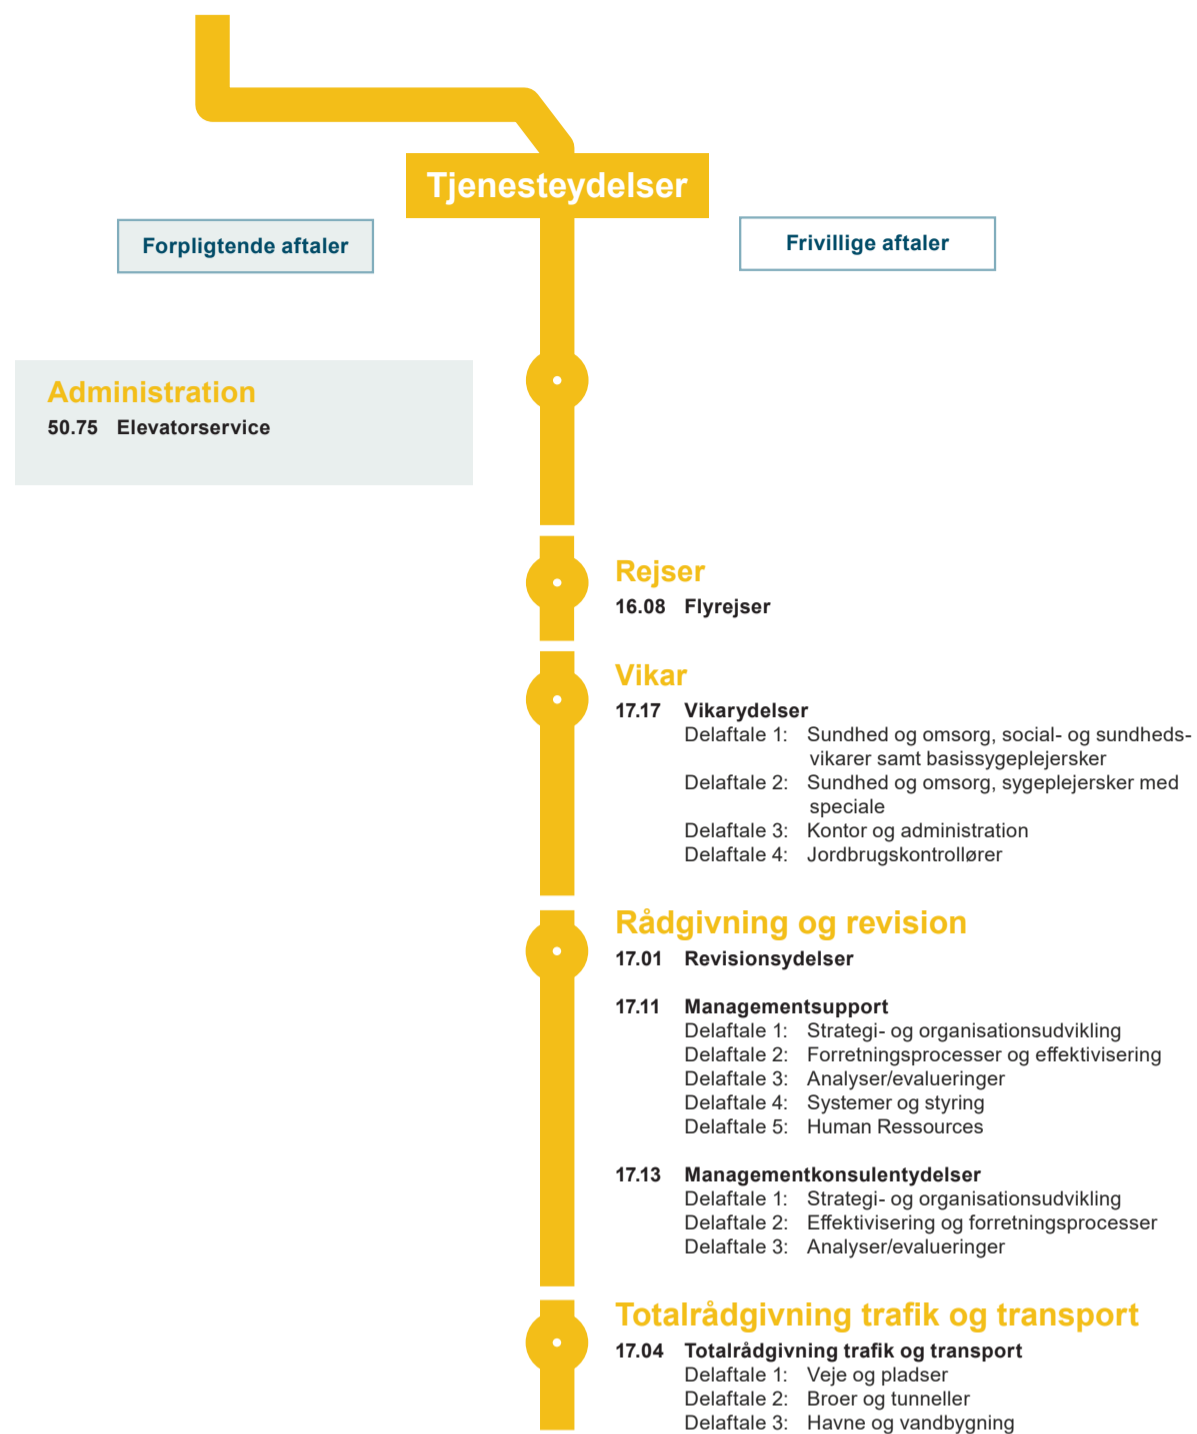 Tjenesteydelser
Forpligtende aftaler
Frivillige aftaler
Administration
50.75 Elevatorservice
Rejser
16.08 Flyrejser
Vikar
17.17 Vikarydelser
Delaftale 1: Sundhed og omsorg, social- og sundheds-
vikarer samt basissygeplejersker
Delaftale 2: Sundhed og omsorg, sygeplejersker med
speciale
Delaftale 3: Kontor og administration
Delaftale 4: Jordbrugskontrollører
Rådgivning og revision
17.01 Revisionsydelser
17.11 Managementsupport
Delaftale 1: Strategi- og organisationsudvikling
Delaftale 2: Forretningsprocesser og effektivisering
Delaftale 3: Analyser/evalueringer
Delaftale 4: Systemer og styring
Delaftale 5: Human Ressources
17.13 Managementkonsulentydelser
Delaftale 1: Strategi- og organisationsudvikling
Delaftale 2: Effektivisering og forretningsprocesser
Delaftale 3: Analyser/evalueringer
Totalrådgivning trafik og transport
17.04 Totalrådgivning trafik og transport
Delaftale 1: Veje og pladser
Delaftale 2: Broer og tunneller
Delaftale 3: Havne og vandbygning